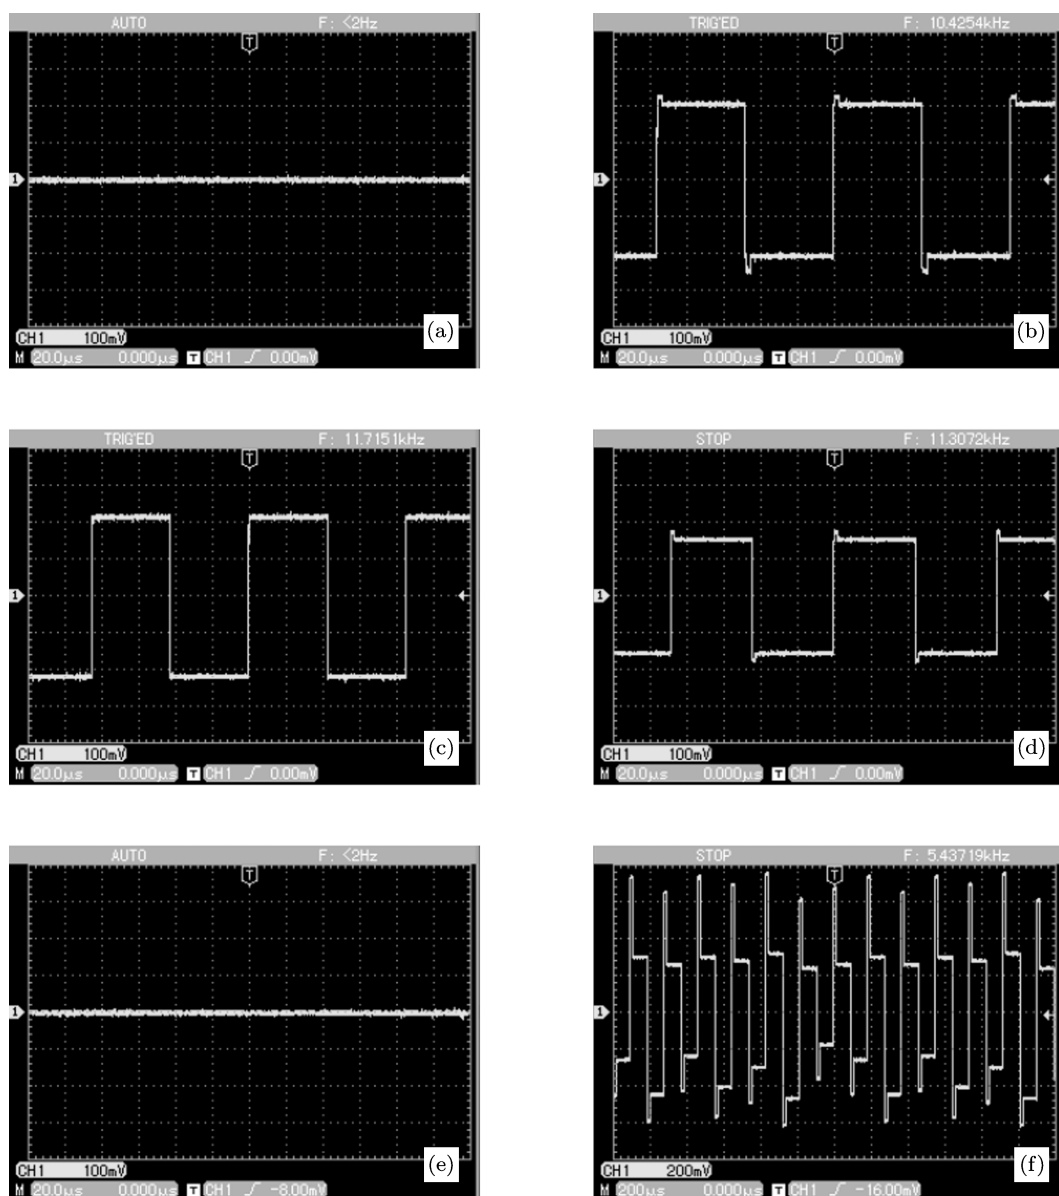 AUTO F: <2Hz
T
1
CH1 100mV
M 20.0µs 0.000µs T CH1 0.00mV
(a)
TRIG'ED F: 10.4254kHz
T
1
CH1 100mV
M 20.0µs 0.000µs T CH1 0.00mV
(b)
TRIG'ED F: 11.7151kHz
T
1
CH1 100mV
M 20.0µs 0.000µs T CH1 0.00mV
(c)
STOP F: 11.3072kHz
T
1
CH1 100mV
M 20.0µs 0.000µs T CH1 0.00mV
(d)
AUTO F: <2Hz
T
1
CH1 100mV
M 20.0µs 0.000µs T CH1 -8.00mV
(e)
STOP F: 5.43719kHz
T
1
CH1 200mV
M 200µs 0.000µs T CH1 -16.00mV
(f)